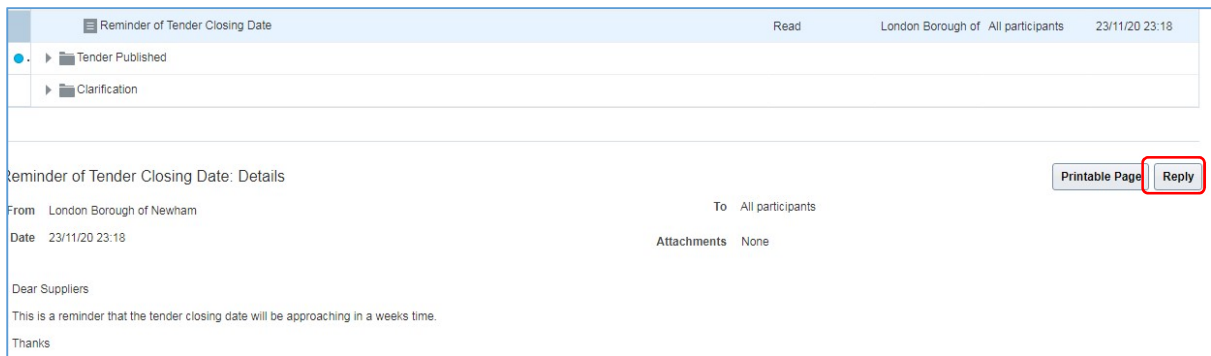 Reminder of Tender Closing Date Read London Borough of All participants 23/11/20 23:18
Tender Published
Clarification
Reminder of Tender Closing Date: Details Printable Page Reply
From London Borough of Newham To All participants
Date 23/11/20 23:18 Attachments None
Dear Suppliers
This is a reminder that the tender closing date will be approaching in a weeks time.
Thanks